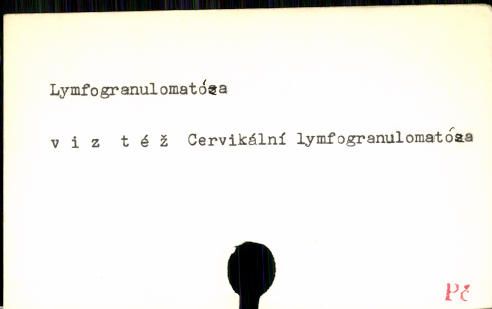 Lymfogranulomatóza
v i z t é ž Cervikální lymfogranulomatóza
Pč